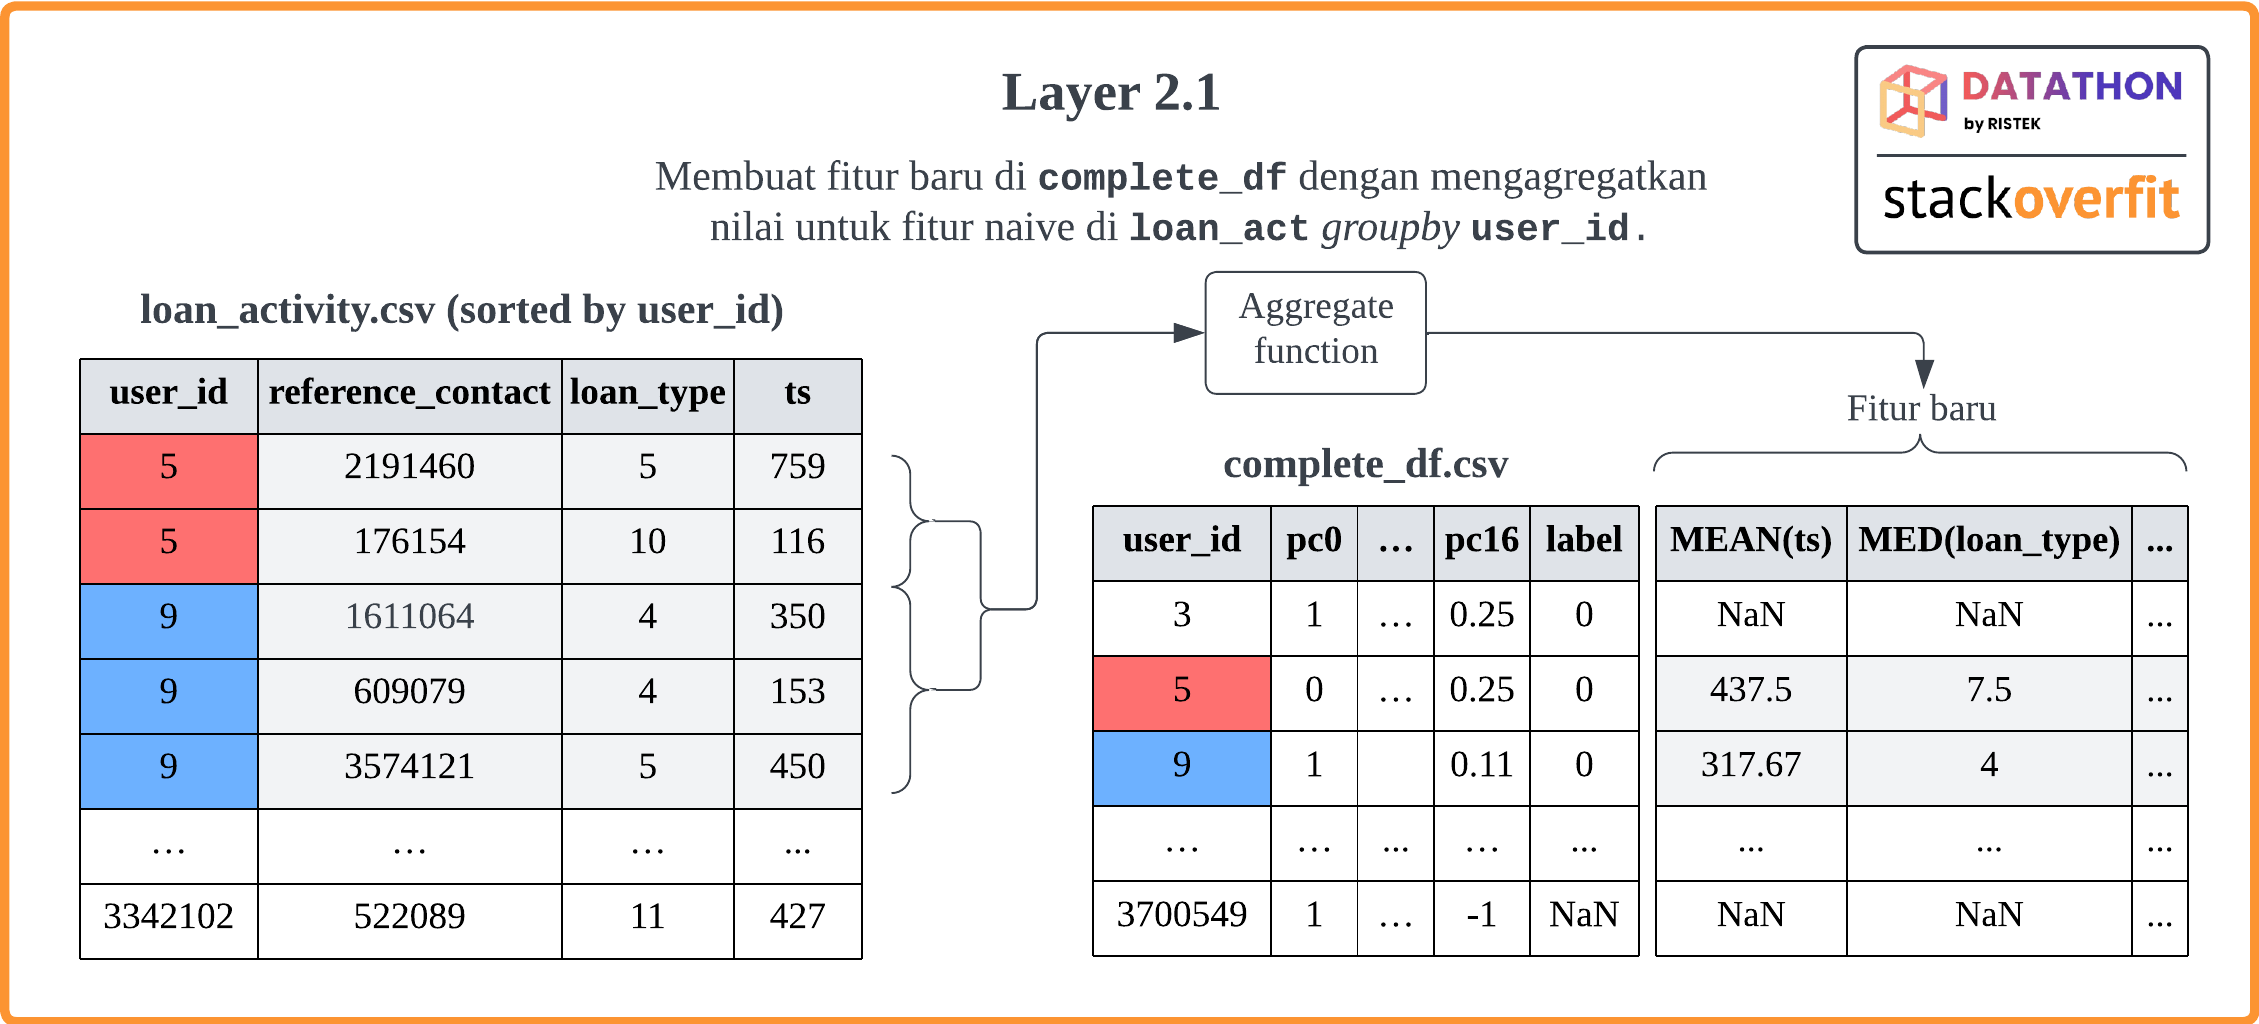 Layer 2.1
DATATHON
by RISTEK
stackoverfit
Membuat fitur baru di complete_df dengan mengagregatkan
nilai untuk fitur naive di loan_act groupby user_id.
loan_activity.csv (sorted by user_id)
Aggregate
function
Fitur baru
user_id reference_contact loan_type ts
5 2191460 5 759
5 176154 10 116
9 1611064 4 350
9 609079 4 153
9 3574121 5 450
… … … ...
3342102 522089 11 427
complete_df.csv
user_id pc0 … pc16 label MEAN(ts) MED(loan_type) ...
3 1 … 0.25 0 NaN NaN ...
5 0 … 0.25 0 437.5 7.5 ...
9 1 0.11 0 317.67 4 ...
… … ... … ... ... ... ...
3700549 1 … -1 NaN NaN NaN ...